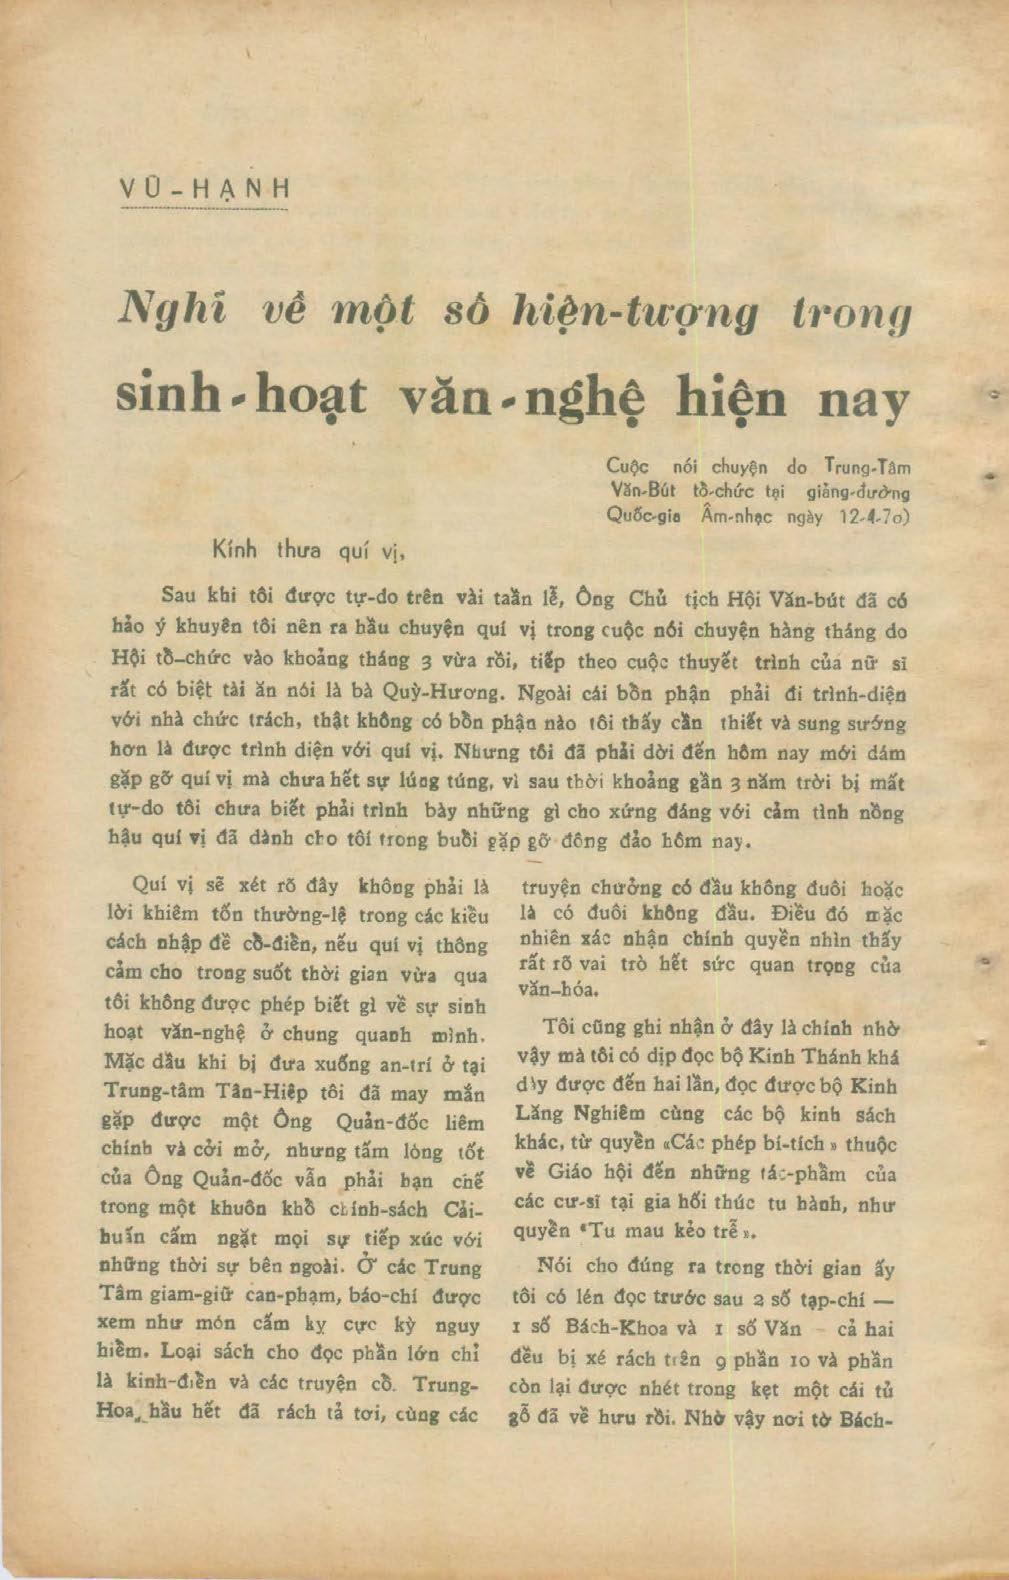 VŨ-HẠNH
Nghĩ về một số hiện-tượng trong
sinh-hoạt văn-nghệ hiện nay
Cuộc nói chuyện do Trung-Tâm
Văn-Bút tổ-chức tại giảng-đường
Quốc-gia Âm-nhạc ngày 12-4-70)
Kính thưa quí vị,
Sau khi tôi được tự-do trên vài tuần lễ, Ông Chủ tịch Hội Văn-bút đã có
hảo ý khuyên tôi nên ra hầu chuyện quí vị trong cuộc nói chuyện hàng tháng do
Hội tổ-chức vào khoảng tháng 3 vừa rồi, tiếp theo cuộc thuyết trình của nữ sĩ
rất có biệt tài ăn nói là bà Quỳ-Hương. Ngoài cái bổn phận phải đi trình-diện
với nhà chức trách, thật không có bổn phận nào tôi thấy cần thiết và sung sướng
hơn là được trình diện với quí vị. Nhưng tôi đã phải dời đến hôm nay mới dám
gặp gỡ quí vị mà chưa hết sự lúng túng, vì sau thời khoảng gần 3 năm trời bị mất
tự-do tôi chưa biết phải trình bày những gì cho xứng đáng với cảm tình nồng
hậu quí vị đã dành cho tôi trong buổi gặp gỡ đông đảo hôm nay.
Quí vị sẽ xét rõ đây không phải là
lời khiêm tốn thường-lệ trong các kiểu
cách nhập đề cổ-điển, nếu quí vị thông
cảm cho trong suốt thời gian vừa qua
tôi không được phép biết gì về sự sinh
hoạt văn-nghệ ở chung quanh mình.
Mặc dầu khi bị đưa xuống an-trí ở tại
Trung-tâm Tân-Hiệp tôi đã may mắn
gặp được một Ông Quản-đốc liêm
chính và cởi mở, nhưng tấm lòng tốt
của Ông Quản-đốc vẫn phải hạn chế
trong một khuôn khổ chính-sách Cải-
huấn cấm ngặt mọi sự tiếp xúc với
những thời sự bên ngoài. Ở các Trung
Tâm giam-giữ can-phạm, báo-chí được
xem như món cấm kỵ cực kỳ nguy
hiểm. Loại sách cho đọc phần lớn chỉ
là kinh-điển và các truyện cổ. Trung-
Hoa, hầu hết đã rách tả tơi, cùng các
truyện chưởng có đầu không đuôi hoặc
là có đuôi không đầu. Điều đó mặc
nhiên xác nhận chính quyền nhìn thấy
rất rõ vai trò hết sức quan trọng của
văn-hóa.
Tôi cũng ghi nhận ở đây là chính nhờ
vậy mà tôi có dịp đọc bộ Kinh Thánh khá
dày được đến hai lần, đọc được bộ Kinh
Lăng Nghiêm cùng các bộ kinh sách
khác, từ quyển «Các phép bí-tích» thuộc
về Giáo hội đến những tác-phẩm của
các cư-sĩ tại gia hối thúc tu hành, như
quyển «Tu mau kẻo trễ».
Nói cho đúng ra trong thời gian ấy
tôi có lén đọc trước sau 2 số tạp-chí —
1 số Bách-Khoa và 1 số Văn — cả hai
đều bị xé rách trên 9 phần 10 và phần
còn lại được nhét trong kẹt một cái tủ
gỗ đã về hưu rồi. Nhờ vậy nơi tờ Bách-